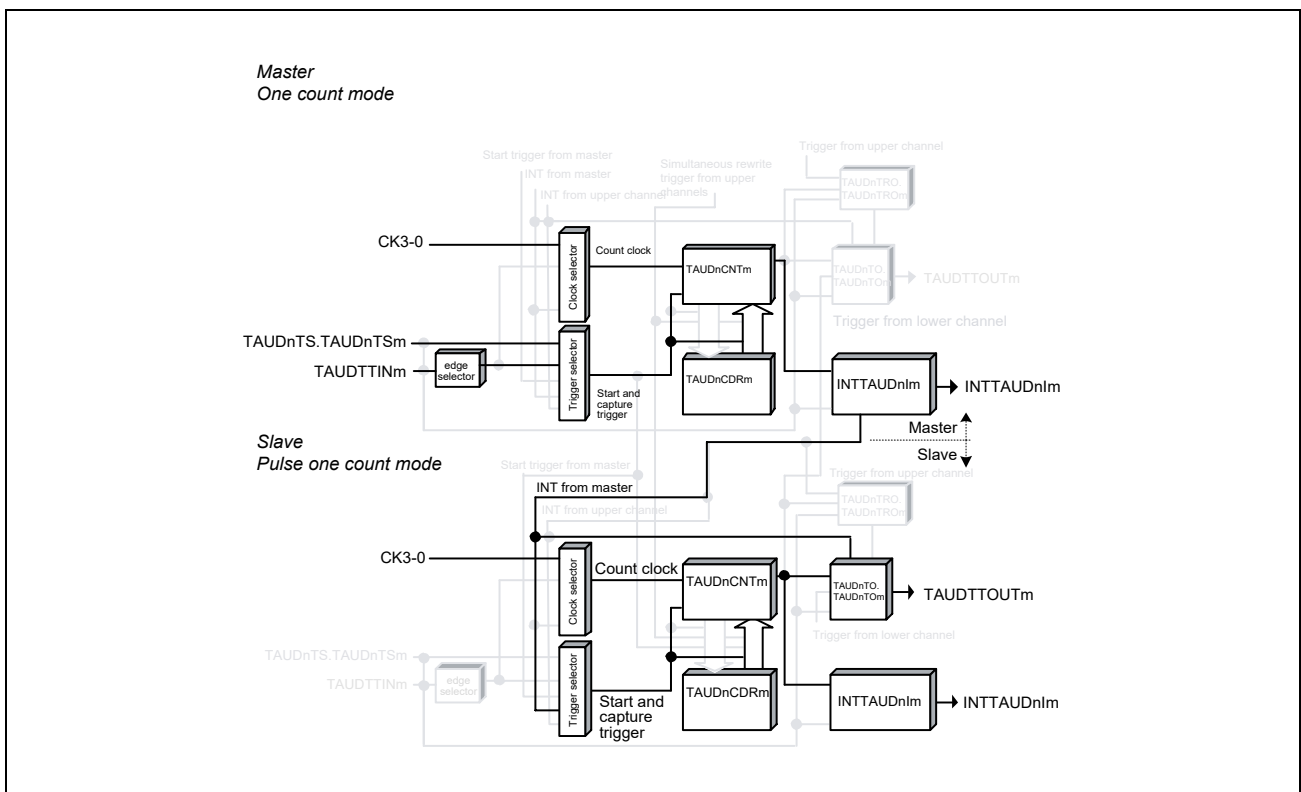 Master
One count mode
Start trigger from master
INT from master
INT from upper channel
Simultaneous rewrite
trigger from upper
channels
Trigger from upper channel
TAUDnTRO.
TAUDnTROm
CK3-0
Clock selector
Count clock
TAUDnCNTm
TAUDnTO.
TAUDnTOm
TAUDTTOUTm
Trigger from lower channel
TAUDnTS.TAUDnTSm
TAUDTTINm
edge
selector
Trigger selector
Start and
capture
trigger
TAUDnCDRm
INTTAUDnIm
INTTAUDnIm
Master
Slave
Slave
Pulse one count mode
Start trigger from master
INT from master
INT from upper channel
Trigger from upper channel
TAUDnTRO.
TAUDnTROm
CK3-0
Clock selector
Count clock
TAUDnCNTm
TAUDnTO.
TAUDnTOm
TAUDTTOUTm
Trigger from lower channel
TAUDnTS.TAUDnTSm
TAUDTTINm
edge
selector
Trigger selector
Start and
capture
trigger
TAUDnCDRm
INTTAUDnIm
INTTAUDnIm